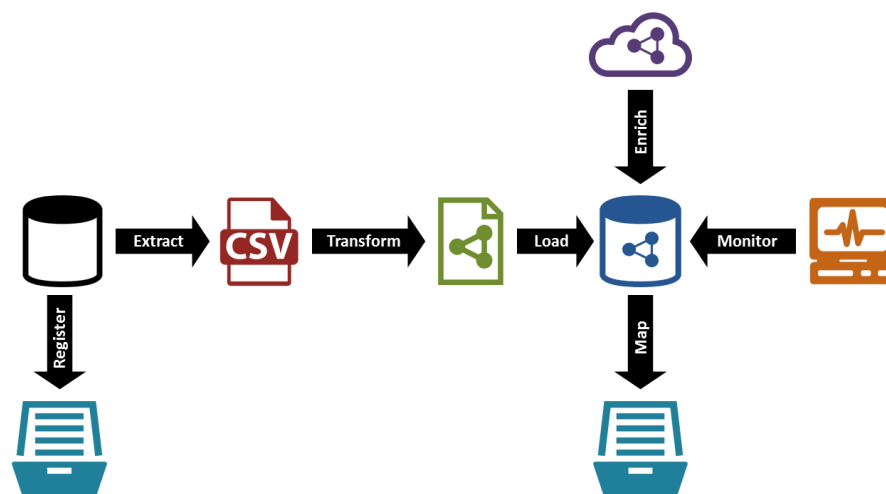 Enrich
Extract
CSV
Transform
Load
Monitor
Register
Map